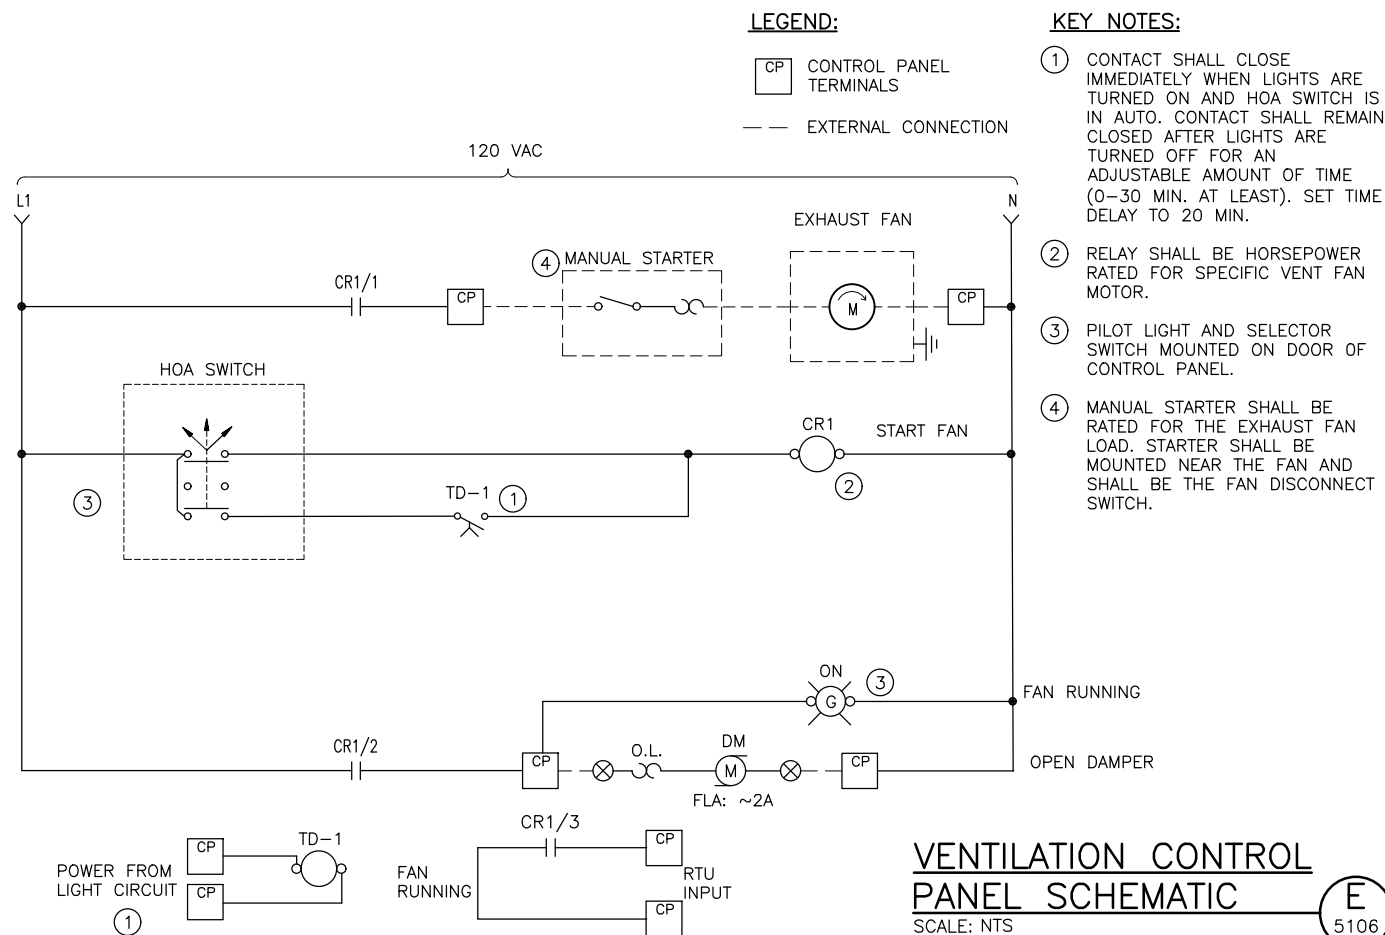 LEGEND:
CP
CONTROL PANEL
TERMINALS
EXTERNAL CONNECTION
KEY NOTES:
1
CONTACT SHALL CLOSE
IMMEDIATELY WHEN LIGHTS ARE
TURNED ON AND HOA SWITCH IS
IN AUTO. CONTACT SHALL REMAIN
CLOSED AFTER LIGHTS ARE
TURNED OFF FOR AN
ADJUSTABLE AMOUNT OF TIME
(0-30 MIN. AT LEAST). SET TIME
DELAY TO 20 MIN.
2
RELAY SHALL BE HORSEPOWER
RATED FOR SPECIFIC VENT FAN
MOTOR.
3
PILOT LIGHT AND SELECTOR
SWITCH MOUNTED ON DOOR OF
CONTROL PANEL.
4
MANUAL STARTER SHALL BE
RATED FOR THE EXHAUST FAN
LOAD. STARTER SHALL BE
MOUNTED NEAR THE FAN AND
SHALL BE THE FAN DISCONNECT
SWITCH.
120 VAC
L1
N
EXHAUST FAN
4
MANUAL STARTER
CR1/1
CP
M
CP
HOA SWITCH
3
CR1
START FAN
2
TD-1
1
ON
3
G
FAN RUNNING
CR1/2
CP
O.L.
DM
M
FLA: ~2A
CP
OPEN DAMPER
POWER FROM
LIGHT CIRCUIT
1
CP
CP
TD-1
FAN
RUNNING
CR1/3
CP
CP
RTU
INPUT
VENTILATION CONTROL
PANEL SCHEMATIC
SCALE: NTS
E
5106